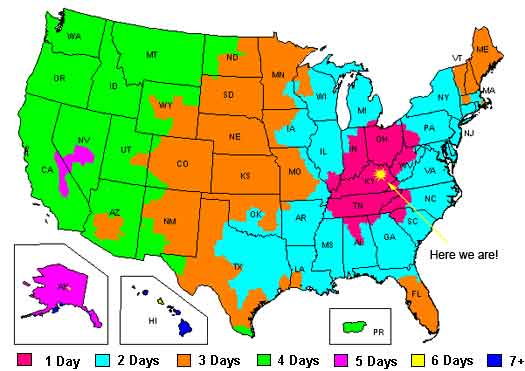 WA
MT
ND
MN
VT
ME
OR
ID
SD
WI
MI
NY
MA
WY
IA
PA
NJ
NV
UT
NE
IL
IN
OH
WV
VA
CA
CO
KS
MO
KY
NC
TN
AZ
NM
OK
AR
SC
MS
AL
GA
TX
LA
Here we are!
FL
AK
HI
PR
1 Day
2 Days
3 Days
4 Days
5 Days
6 Days
7+